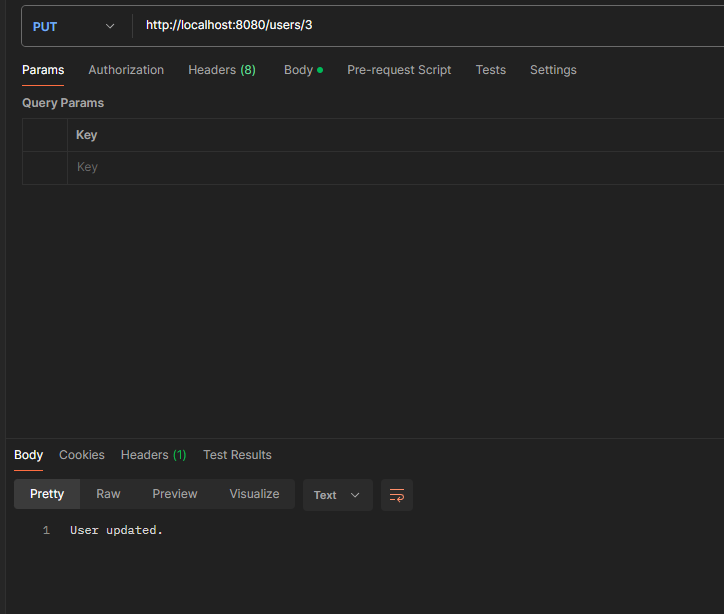 PUT http://localhost:8080/users/3
Params Authorization Headers (8) Body Pre-request Script Tests Settings
Query Params
Key
Key
Body Cookies Headers (1) Test Results
Pretty Raw Preview Visualize Text
1 User updated.